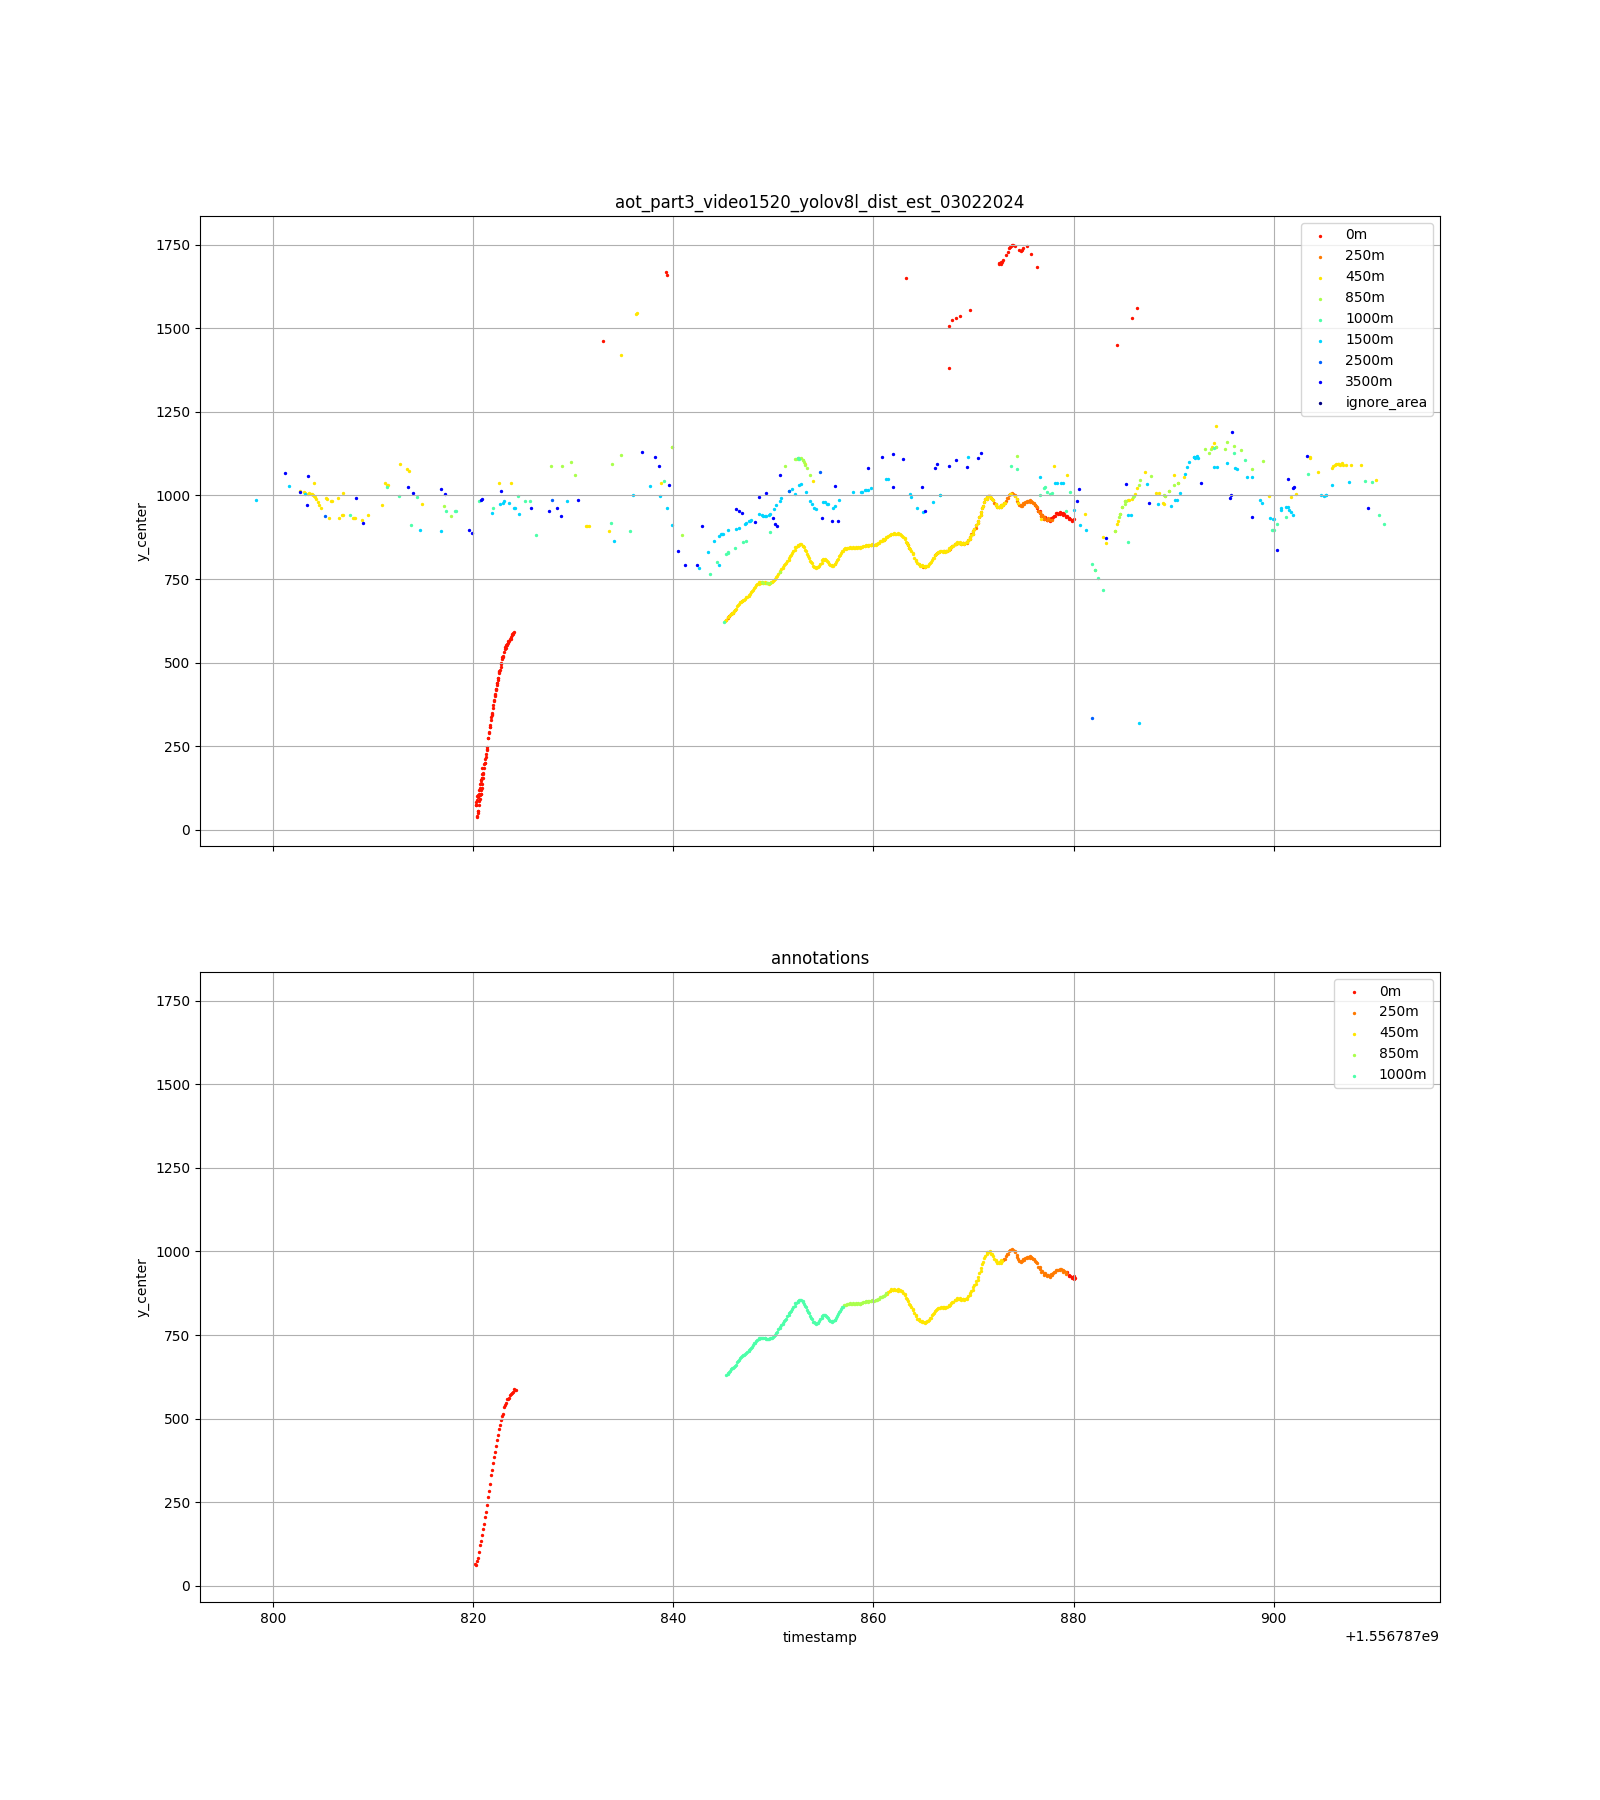 aot_part3_video1520_yolov8l_dist_est_03022024
1750
1500
1250
1000
750
500
250
0
y_center
0m
250m
450m
850m
1000m
1500m
2500m
3500m
ignore_area
annotations
1750
1500
1250
1000
750
500
250
0
y_center
0m
250m
450m
850m
1000m
800
820
840
860
880
900
timestamp
+1.556787e9